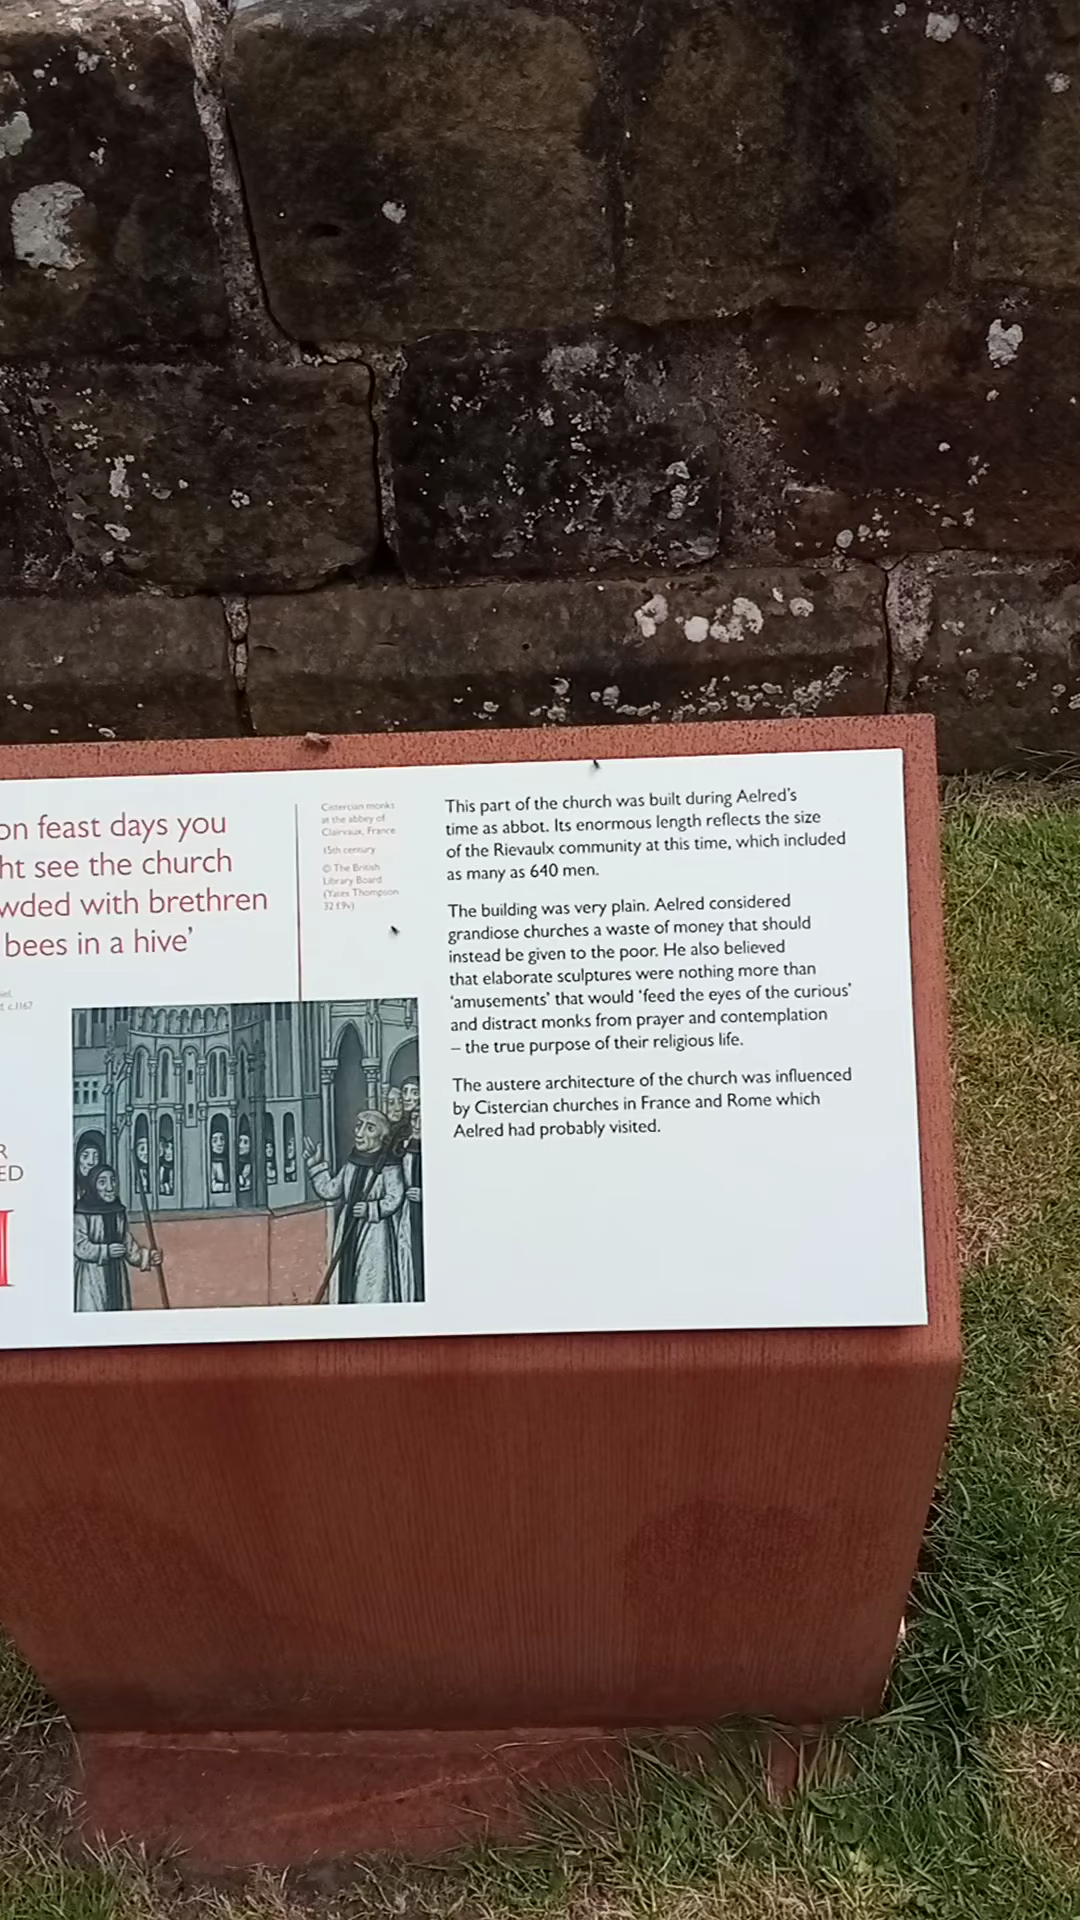 on feast days you
ht see the church
wded with brethren
bees in a hive’
c.1167
R
ED
Cistercian monks
at the abbey of
Clairvaux, France
15th century
© The British
Library Board
(Yates Thompson
32 f.9v)
This part of the church was built during Aelred’s
time as abbot. Its enormous length reflects the size
of the Rievaulx community at this time, which included
as many as 640 men.
The building was very plain. Aelred considered
grandiose churches a waste of money that should
instead be given to the poor. He also believed
that elaborate sculptures were nothing more than
‘amusements’ that would ‘feed the eyes of the curious’
and distract monks from prayer and contemplation
– the true purpose of their religious life.
The austere architecture of the church was influenced
by Cistercian churches in France and Rome which
Aelred had probably visited.